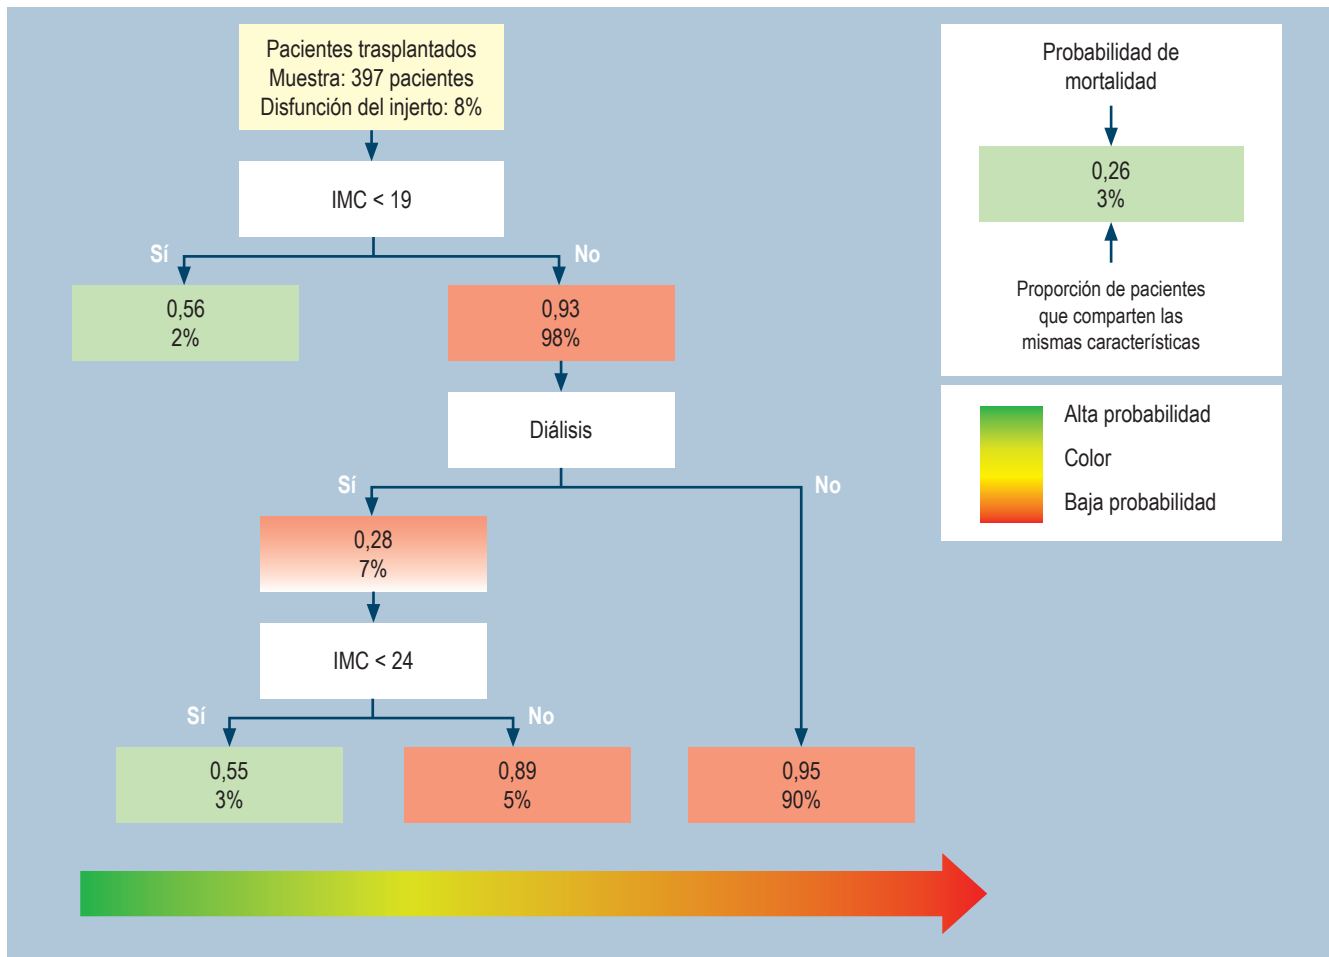 Pacientes trasplantados
Muestra: 397 pacientes
Disfunción del injerto: 8%
IMC < 19
Sí
No
0,56
2%
0,93
98%
Diálisis
Sí
No
0,28
7%
IMC < 24
Sí
No
0,55
3%
0,89
5%
0,95
90%
Probabilidad de
mortalidad
0,26
3%
Proporción de pacientes
que comparten las
mismas características
Alta probabilidad
Color
Baja probabilidad